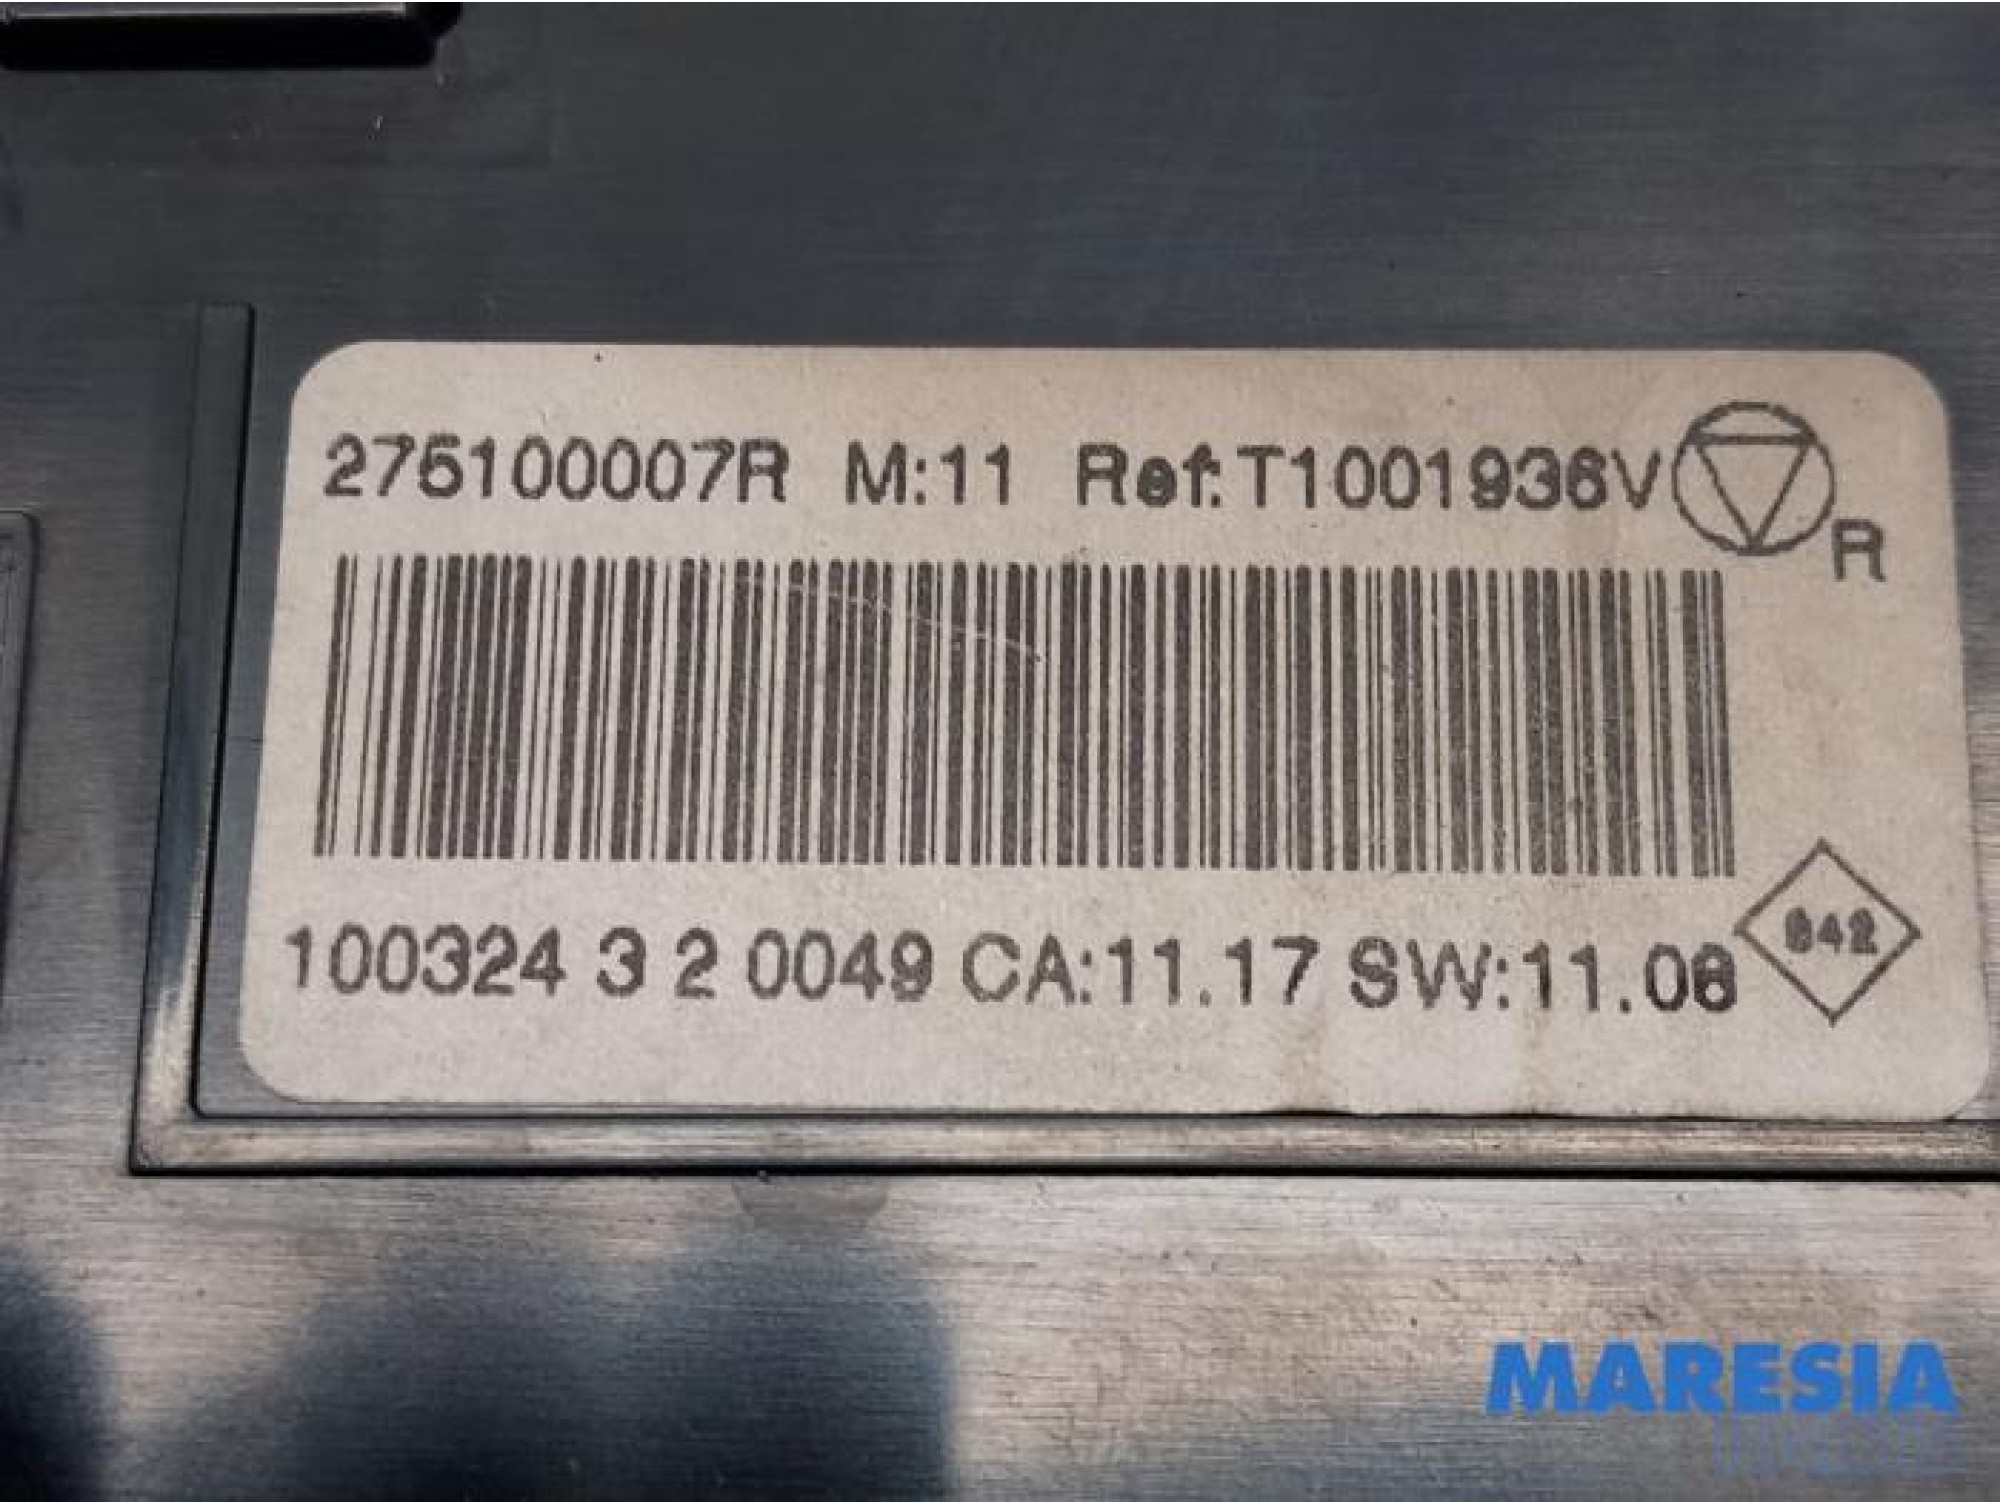 275100007R M:11 Ref:T1001936V
R
100324 3 2 0049 CA:11.17 SW:11.06
842
MARESIA